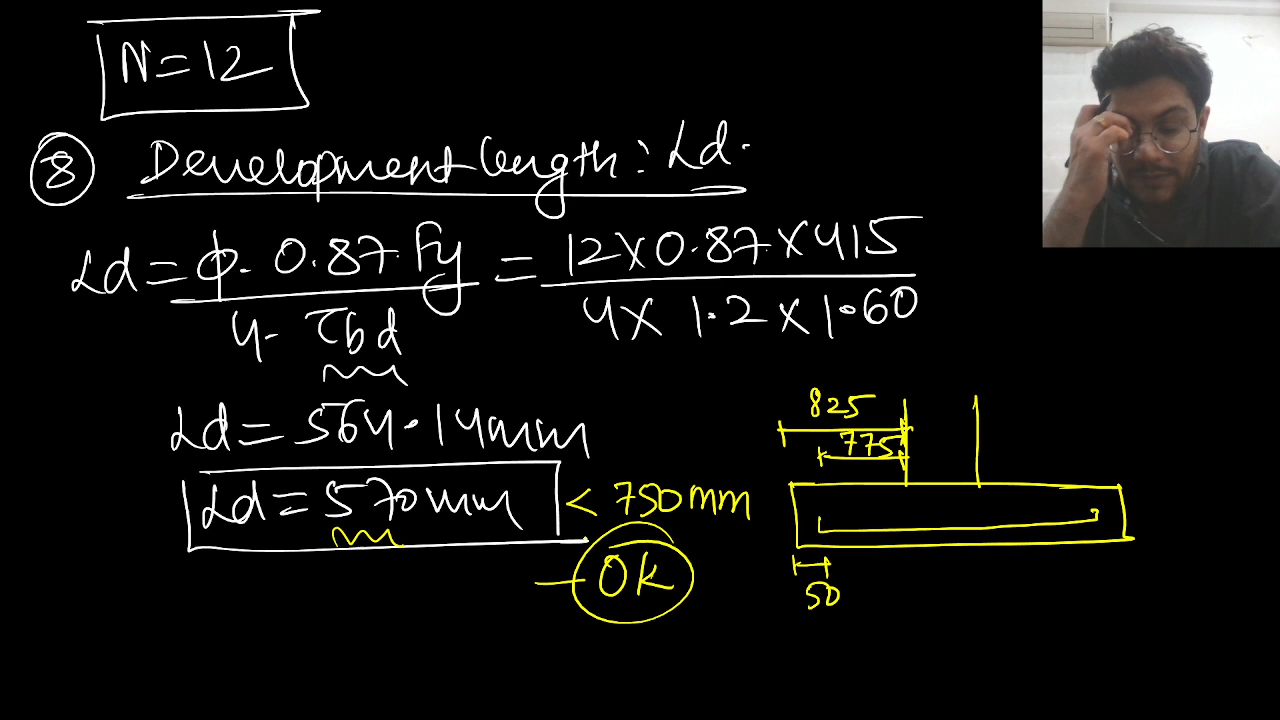 N=12
⑧ Development length: Ld.
Ld = ϕ. 0.87. Fy / 4. τbd = 12×0.87×415 / 4× 1.2×1.60
Ld = 564.14mm
Ld = 570mm < 750mm
— Ok
825
775
50